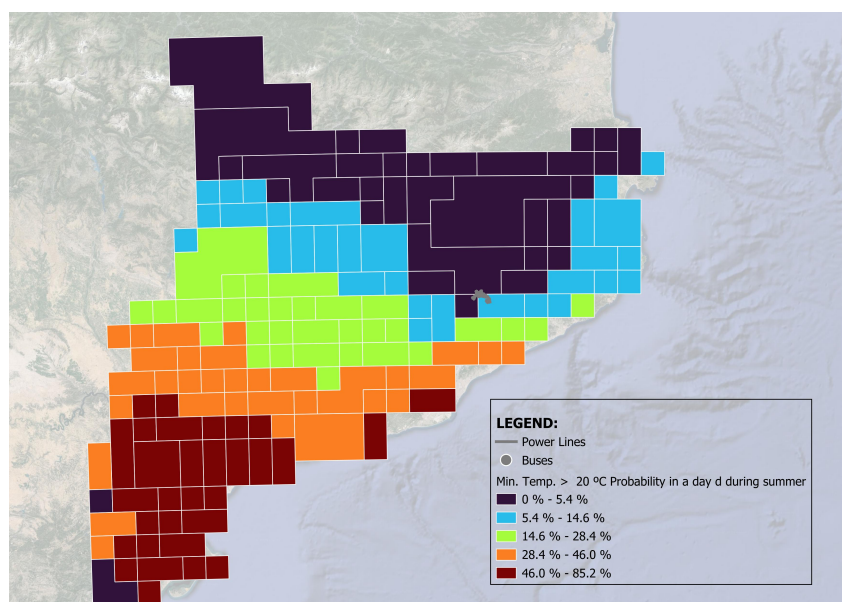 LEGEND:
Power Lines
Buses
Min. Temp. > 20 ºC Probability in a day d during summer
0 % - 5.4 %
5.4 % - 14.6 %
14.6 % - 28.4 %
28.4 % - 46.0 %
46.0 % - 85.2 %